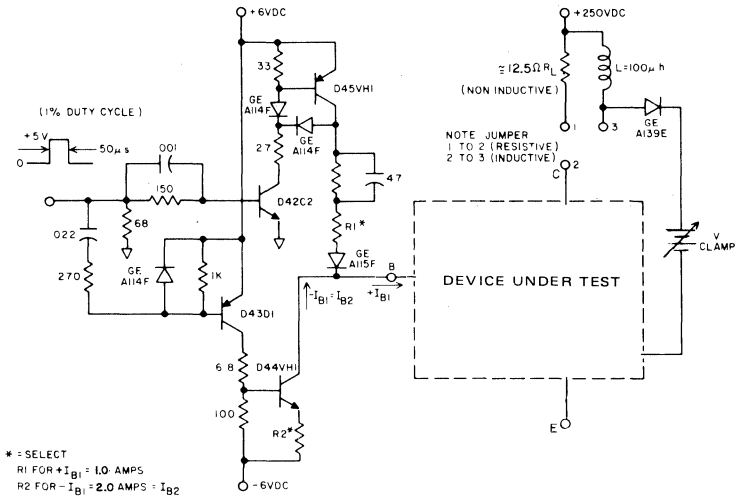 +6VDC
+250VDC
33
D45VH1
≅12.5Ω RL
L=100μh
(NON INDUCTIVE)
GE
A114F
(1% DUTY CYCLE)
GE
A114F
1
3
GE
A139E
+5V
50μs
0
NOTE JUMPER
1 TO 2 (RESISTIVE)
2 TO 3 (INDUCTIVE)
001
27
47
C
2
150
D42C2
R1*
68
022
V
CLAMP
GE
A115F
GE
A114F
1K
270
B
DEVICE UNDER TEST
-IB1=IB2
+IB1
D43D1
68
D44VH1
100
R2*
E
* = SELECT
R1 FOR +IB1 = 1.0 AMPS
R2 FOR -IB1 = 2.0 AMPS = IB2
-6VDC